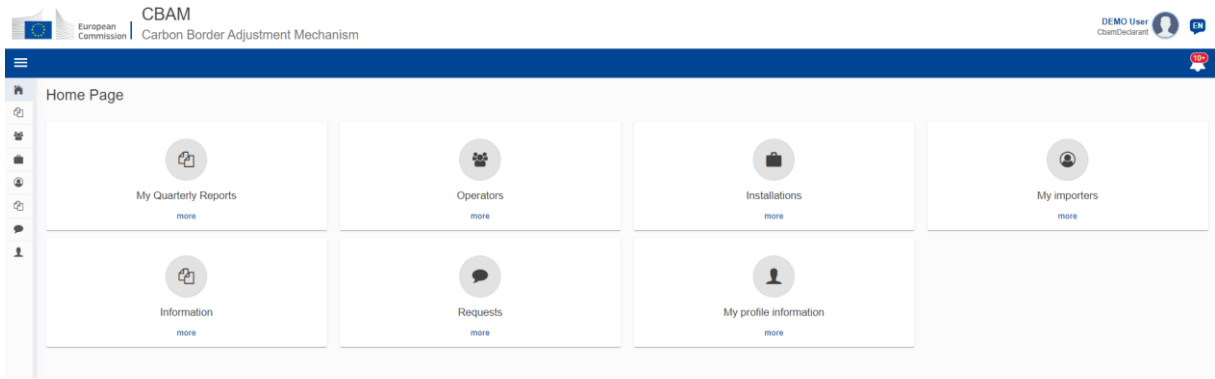 European
Commission
CBAM
Carbon Border Adjustment Mechanism
DEMO User
CbamDeclarant
EN
10+
Home Page
My Quarterly Reports
more
Operators
more
Installations
more
My importers
more
Information
more
Requests
more
My profile information
more